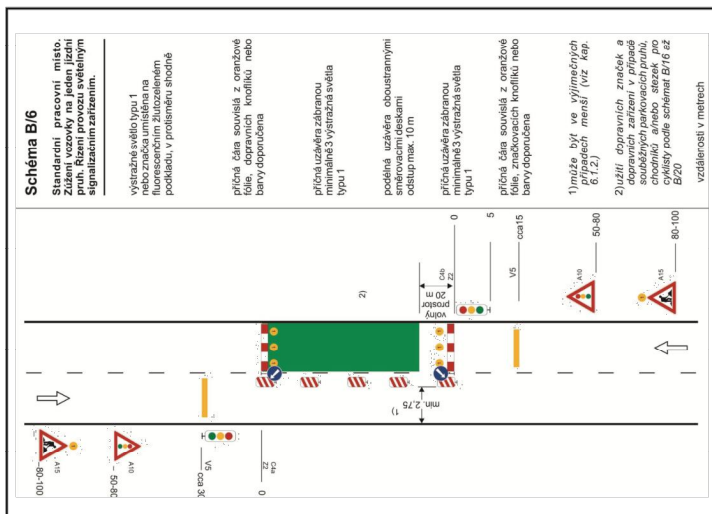 Schéma B/6
Standardní pracovní místo.
Zúžení vozovky na jeden jízdní
pruh. Řízení provozu světelným
signalizačním zařízením.
výstražné světlo typu 1
nebo značka umístěna na
fluorescenčním žlutozeleném
podkladu, v protisměru shodně
příčná čára souvislá z oranžové
fólie, dopravních knoflíků nebo
barvy doporučena
příčná uzávěra zábranou
minimálně 3 výstražná světla
typu 1
podélná uzávěra oboustrannými
směrovacími deskami
odstup max. 10 m
příčná uzávěra zábranou
minimálně 3 výstražná světla
typu 1
příčná čára souvislá z oranžové
fólie, značkovacích knoflíků nebo
barvy doporučena
1) může být ve výjimečných
případech menší (viz kap.
6.1.2.)
2) užití dopravních značek a
dopravních zařízení v případě
souběžných parkovacích pruhů,
chodníků a/nebo stezek pro
cyklisty podle schémat B/16 až
B/20
vzdálenosti v metrech
2)
volný
prostor
20 m
C4b
Z2
0
5
V5
cca15
A10
50-80
A15
80-100
min. 2,75 1)
80-100
A15
50-80
A10
V5
cca 30
Z2
C4a
0